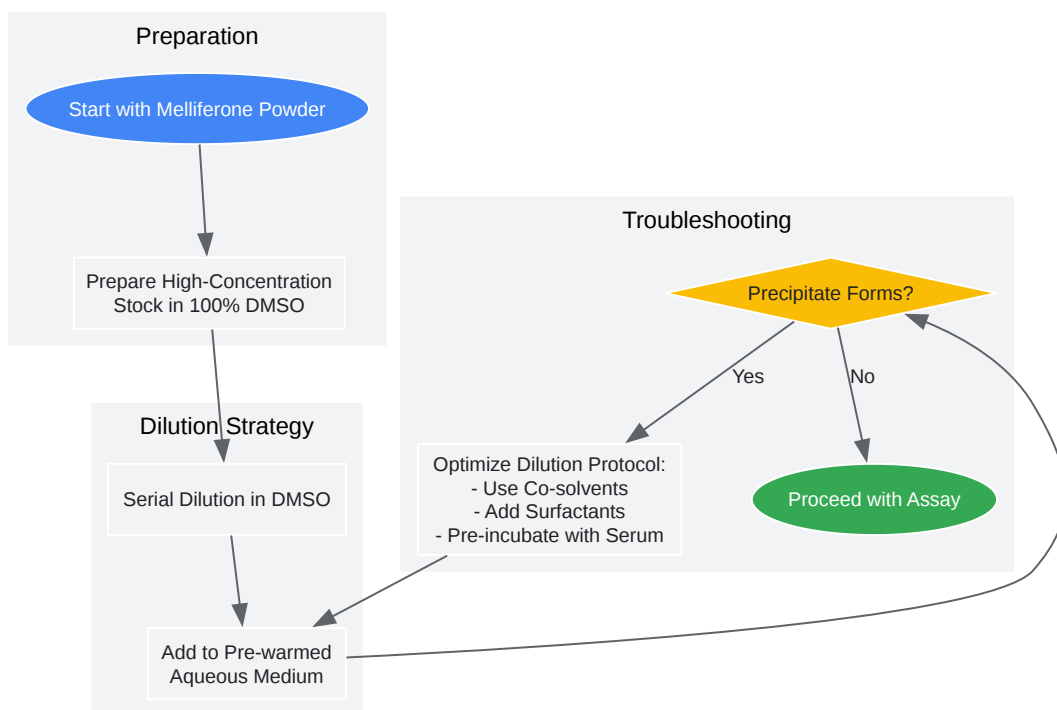 Preparation
Start with Melliferone Powder
Prepare High-Concentration
Stock in 100% DMSO
Dilution Strategy
Serial Dilution in DMSO
Add to Pre-warmed
Aqueous Medium
Troubleshooting
Precipitate Forms?
Yes
No
Optimize Dilution Protocol:
- Use Co-solvents
- Add Surfactants
- Pre-incubate with Serum
Proceed with Assay